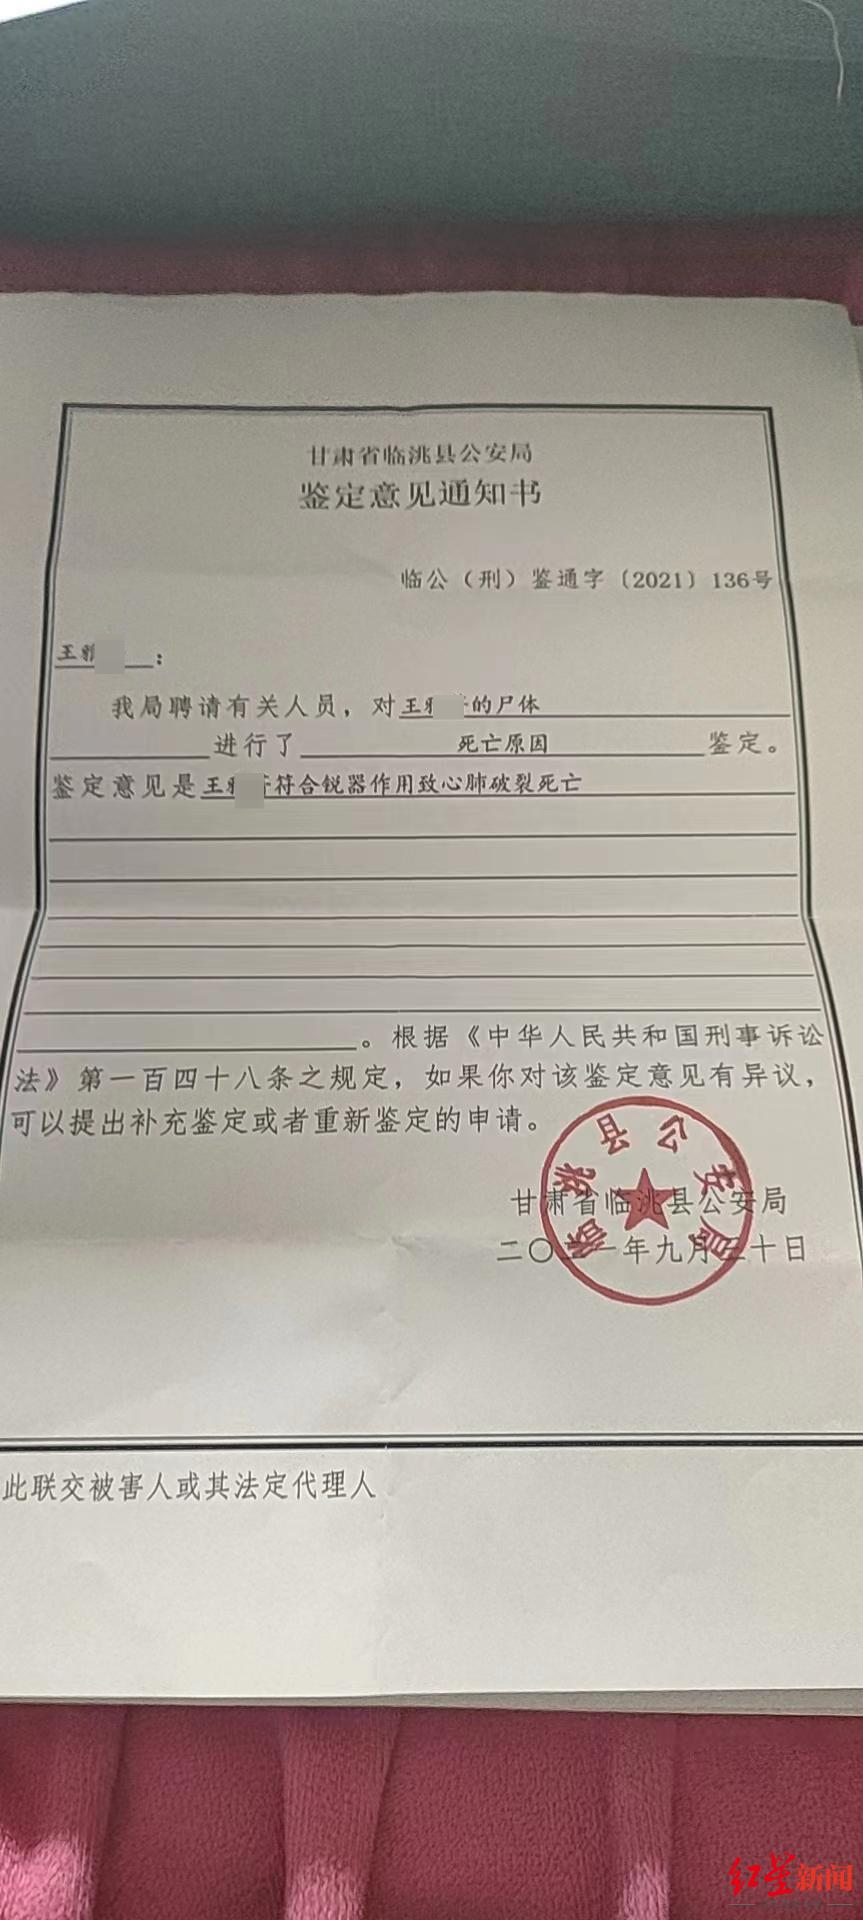 甘肃省临洮县公安局
鉴定意见通知书
临公（刑）鉴通字〔2021〕136号
王雅：
我局聘请有关人员，对王雅 的尸体
进行了 死亡原因 鉴定。
鉴定意见是王雅 符合锐器作用致心肺破裂死亡
。根据《中华人民共和国刑事诉讼
法》第一百四十八条之规定，如果你对该鉴定意见有异议，
可以提出补充鉴定或者重新鉴定的申请。
临洮县公安局
甘肃省临洮县公安局
二〇二一年九月三十日
此联交被害人或其法定代理人
红星新闻